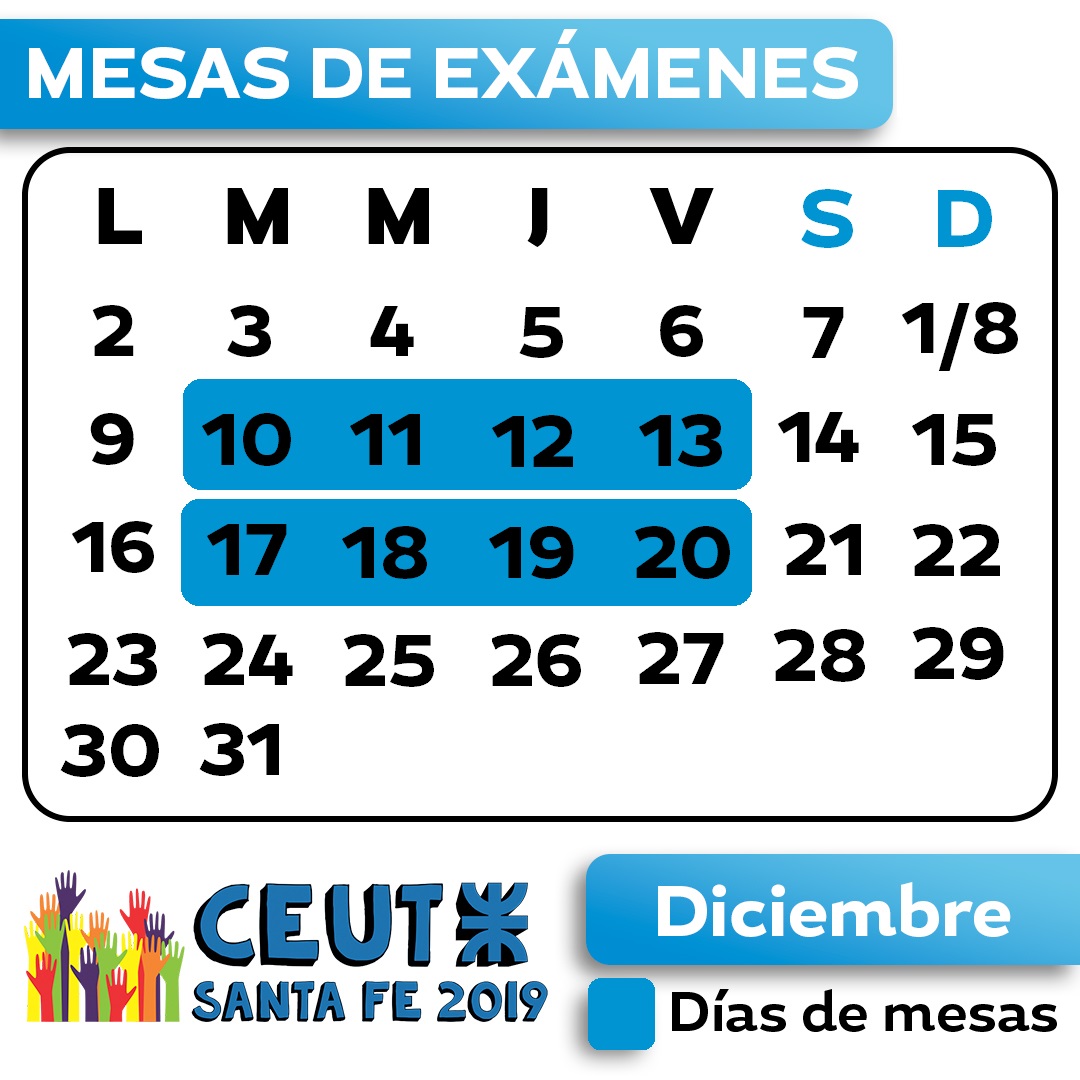 MESAS DE EXÁMENES
L M M J V S D
2 3 4 5 6 7 1/8
9 10 11 12 13 14 15
16 17 18 19 20 21 22
23 24 25 26 27 28 29
30 31
CEUT
SANTA FE 2019
Diciembre
Días de mesas